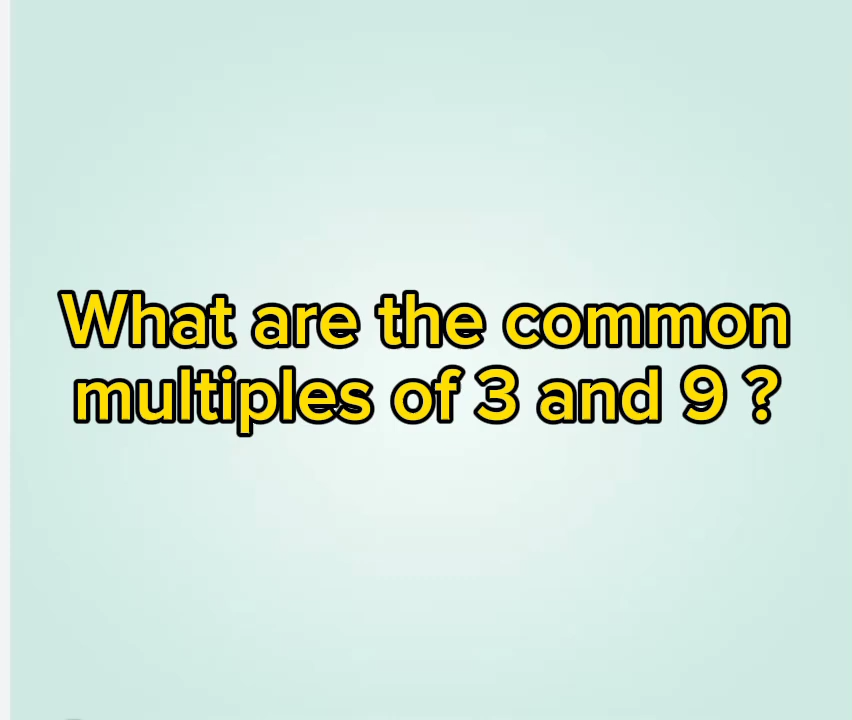 What are the common
multiples of 3 and 9 ?